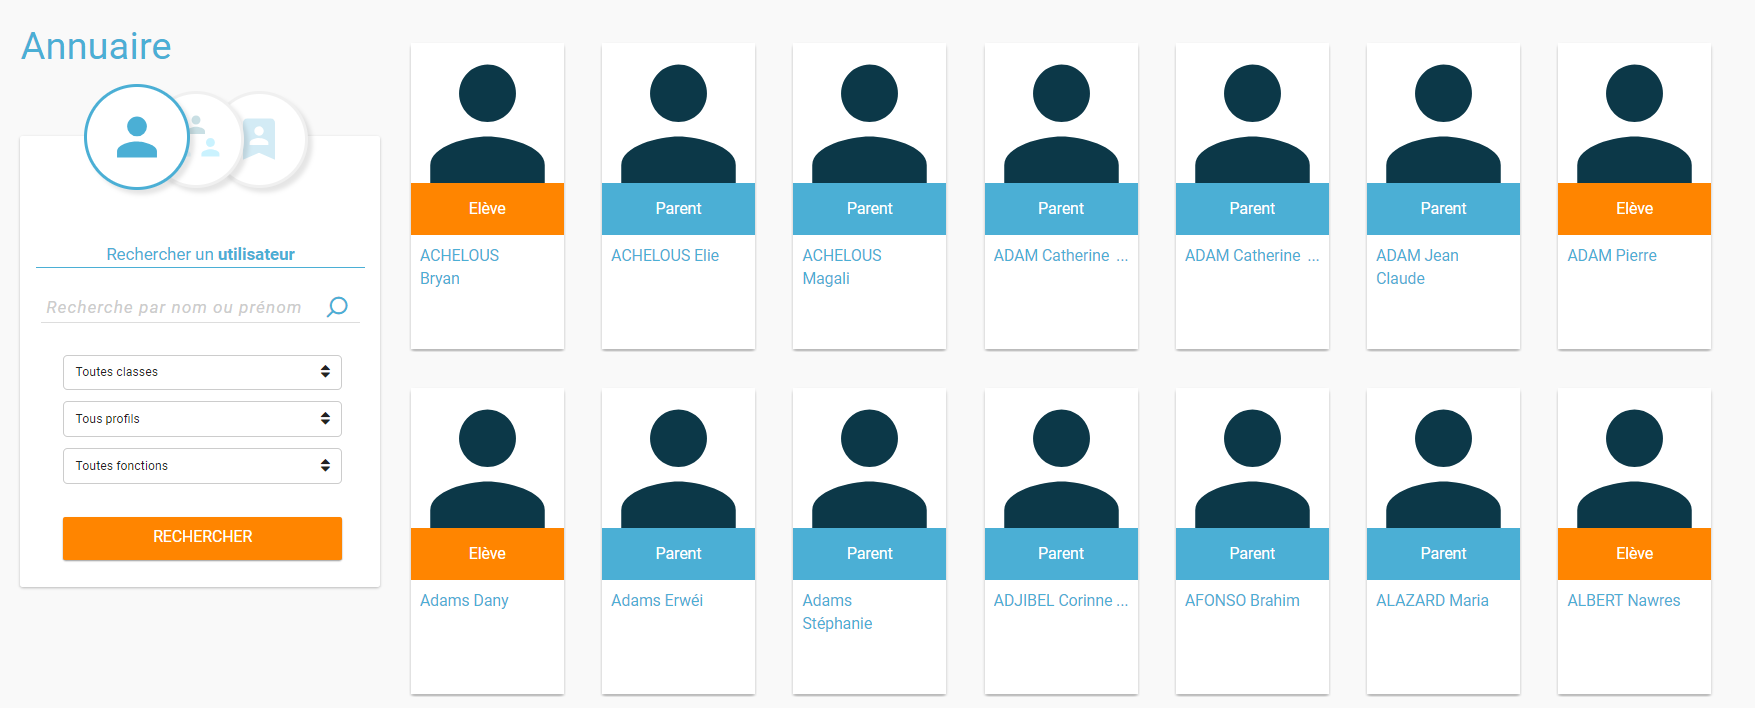 Annuaire
Rechercher un utilisateur
Recherche par nom ou prénom
Toutes classes
Tous profils
Toutes fonctions
RECHERCHER
Elève
ACHELOUS
Bryan
Parent
ACHELOUS Elie
Parent
ACHELOUS
Magali
Parent
ADAM Catherine ...
Parent
ADAM Catherine ...
Parent
ADAM Jean
Claude
Elève
ADAM Pierre
Elève
Adams Dany
Parent
Adams Erwéi
Parent
Adams
Stéphanie
Parent
ADJIBEL Corinne ...
Parent
AFONSO Brahim
Parent
ALAZARD Maria
Elève
ALBERT Nawres